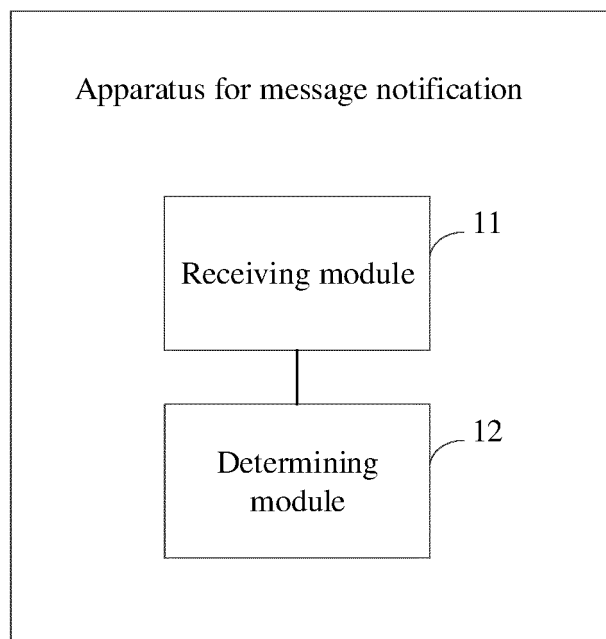 Apparatus for message notification
11
Receiving module
12
Determining
module